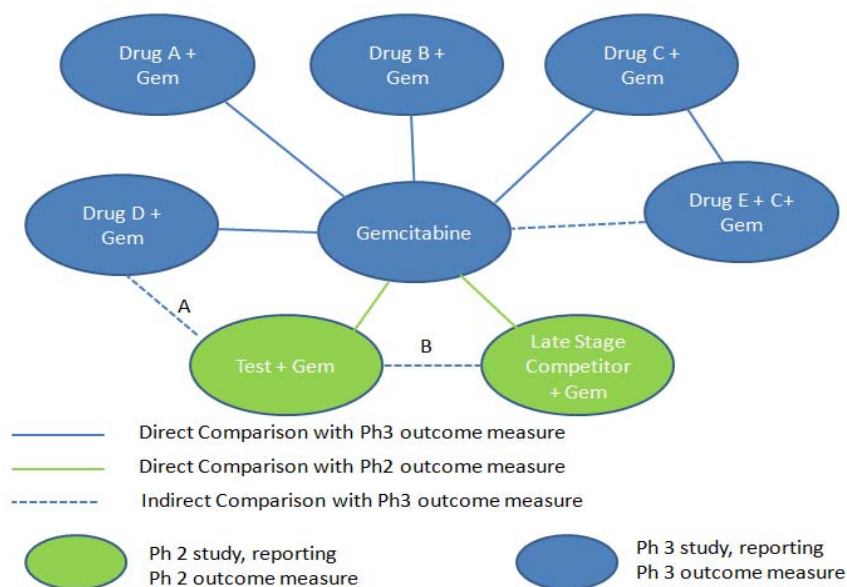 Drug A +
Gem
Drug B +
Gem
Drug C +
Gem
Drug D +
Gem
Gemcitabine
Drug E + C+
Gem
A
B
Test + Gem
Late Stage
Competitor
+ Gem
Direct Comparison with Ph3 outcome measure
Direct Comparison with Ph2 outcome measure
Indirect Comparison with Ph3 outcome measure
Ph 2 study, reporting
Ph 2 outcome measure
Ph 3 study, reporting
Ph 3 outcome measure